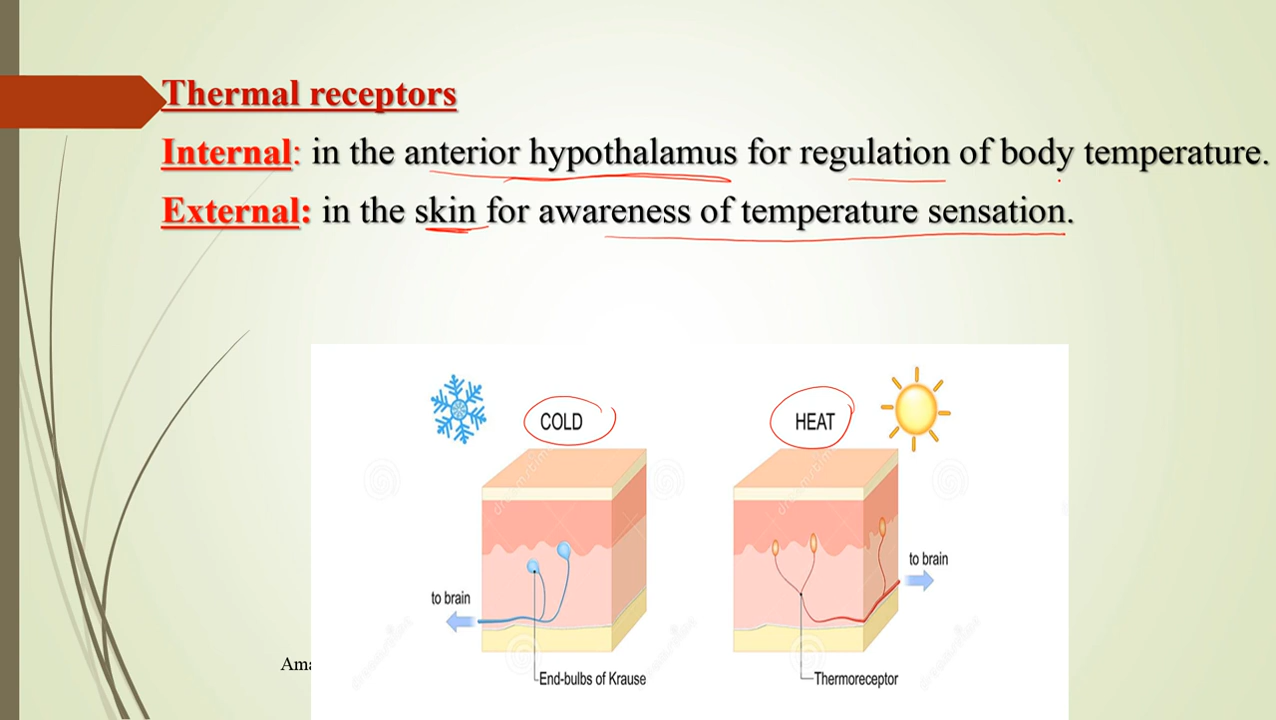 Thermal receptors
Internal: in the anterior hypothalamus for regulation of body temperature.
External: in the skin for awareness of temperature sensation.
COLD
HEAT
to brain
to brain
End-bulbs of Krause
Thermoreceptor
Ama